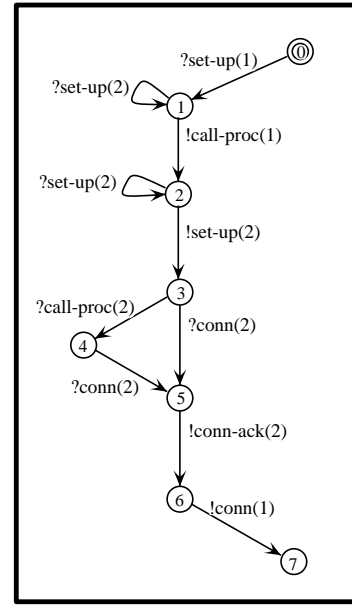 0
?set-up(1)
?set-up(2)
1
!call-proc(1)
?set-up(2)
2
!set-up(2)
3
?call-proc(2)
?conn(2)
4
?conn(2)
5
!conn-ack(2)
6
!conn(1)
7